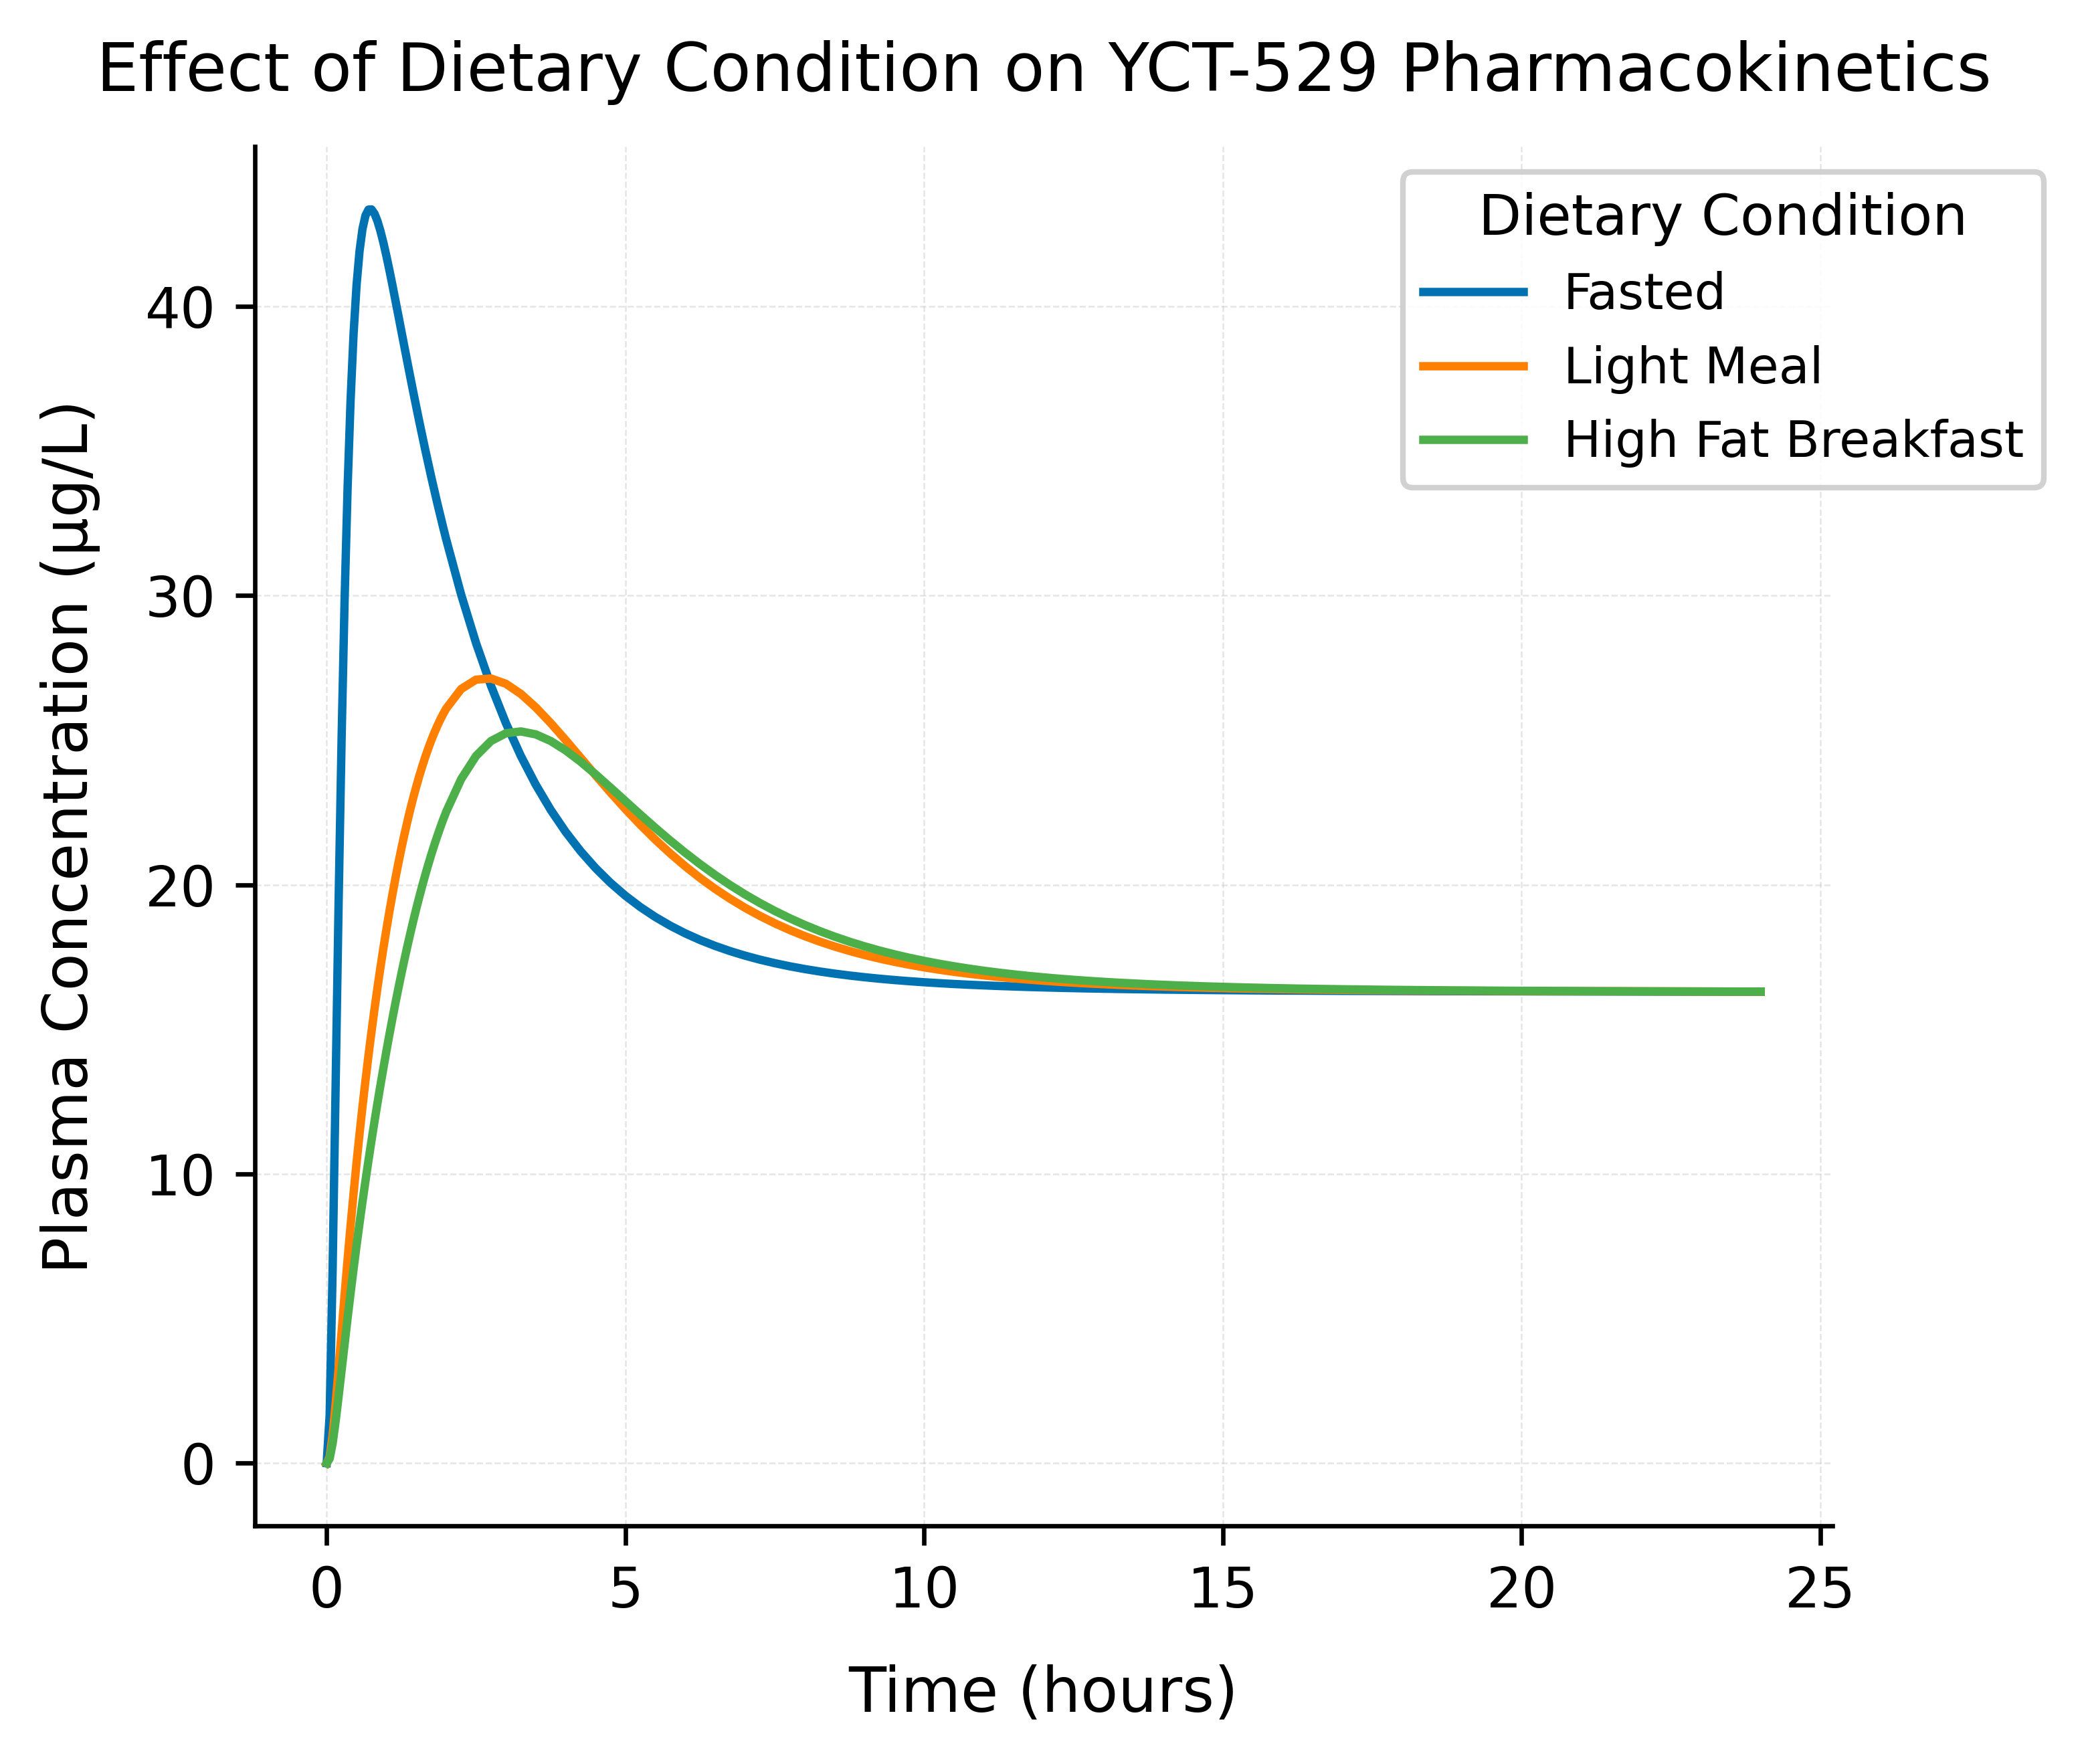 Effect of Dietary Condition on YCT-529 Pharmacokinetics
Dietary Condition
Fasted
Light Meal
High Fat Breakfast
Plasma Concentration (µg/L)
40
30
20
10
0
0 5 10 15 20 25
Time (hours)